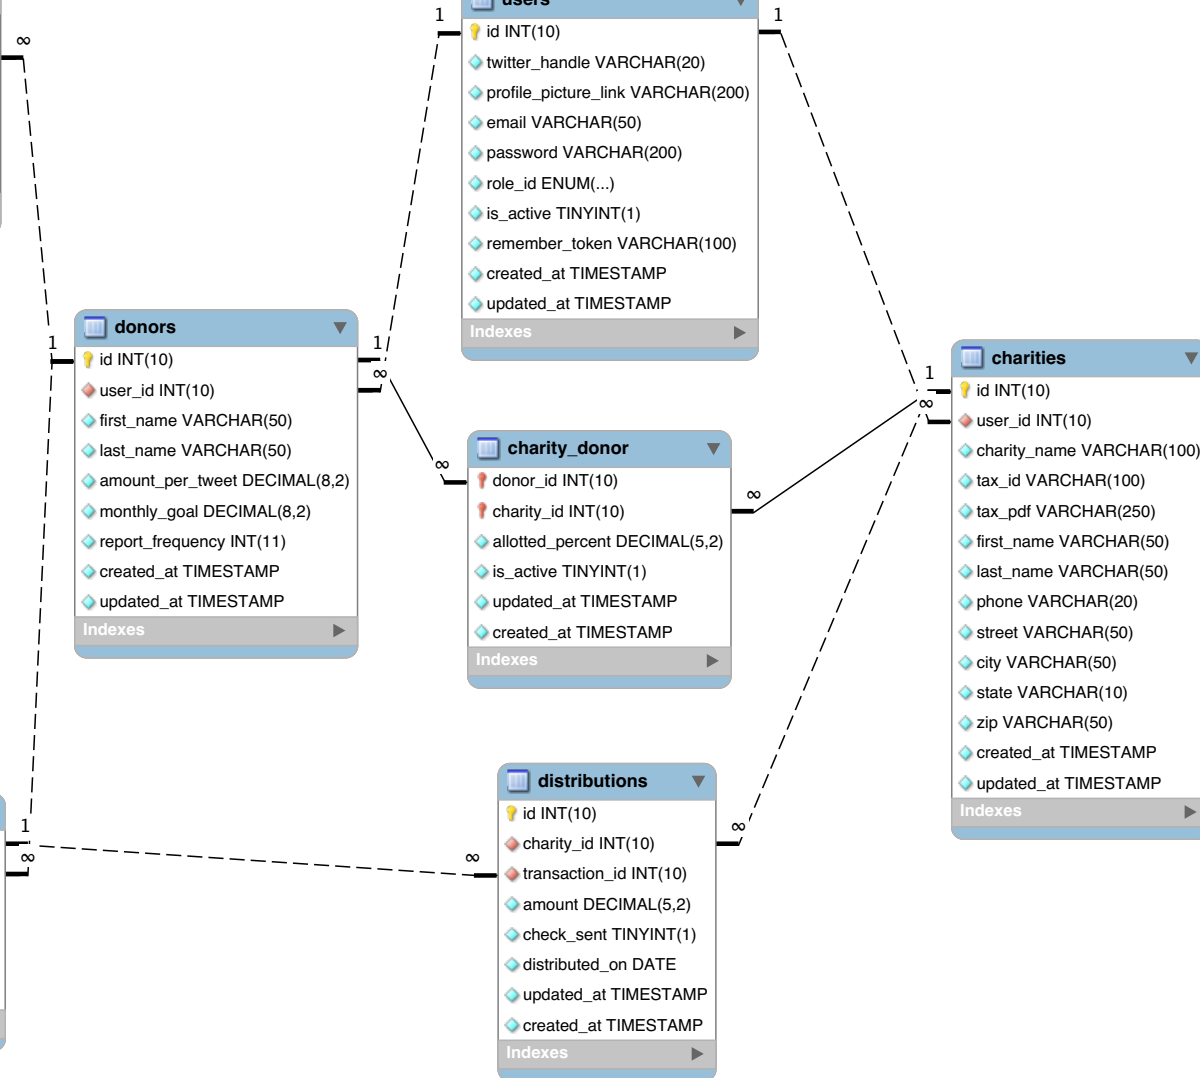 users
id INT(10)
twitter_handle VARCHAR(20)
profile_picture_link VARCHAR(200)
email VARCHAR(50)
password VARCHAR(200)
role_id ENUM(...)
is_active TINYINT(1)
remember_token VARCHAR(100)
created_at TIMESTAMP
updated_at TIMESTAMP
Indexes
1
1
∞
donors
id INT(10)
user_id INT(10)
first_name VARCHAR(50)
last_name VARCHAR(50)
amount_per_tweet DECIMAL(8,2)
monthly_goal DECIMAL(8,2)
report_frequency INT(11)
created_at TIMESTAMP
updated_at TIMESTAMP
Indexes
1
1
∞
charity_donor
donor_id INT(10)
charity_id INT(10)
allotted_percent DECIMAL(5,2)
is_active TINYINT(1)
updated_at TIMESTAMP
created_at TIMESTAMP
Indexes
∞
∞
charities
id INT(10)
user_id INT(10)
charity_name VARCHAR(100)
tax_id VARCHAR(100)
tax_pdf VARCHAR(250)
first_name VARCHAR(50)
last_name VARCHAR(50)
phone VARCHAR(20)
street VARCHAR(50)
city VARCHAR(50)
state VARCHAR(10)
zip VARCHAR(50)
created_at TIMESTAMP
updated_at TIMESTAMP
Indexes
1
∞
distributions
id INT(10)
charity_id INT(10)
transaction_id INT(10)
amount DECIMAL(5,2)
check_sent TINYINT(1)
distributed_on DATE
updated_at TIMESTAMP
created_at TIMESTAMP
Indexes
∞
∞
1
∞